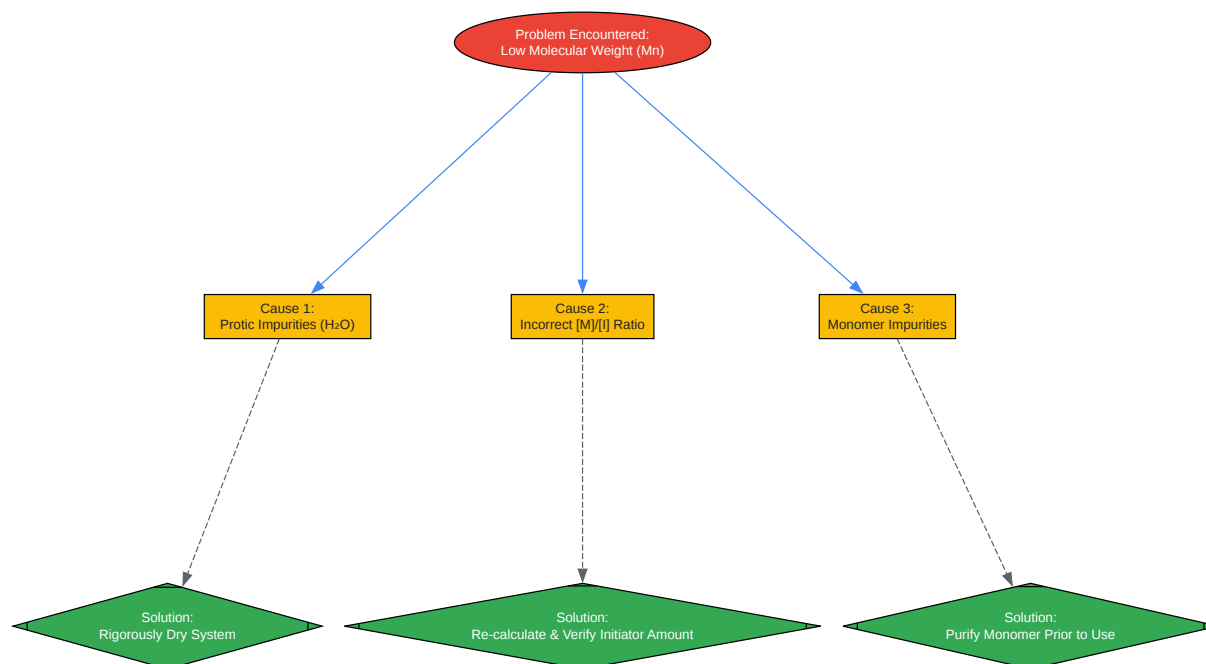 Problem Encountered:
Low Molecular Weight (Mn)
Cause 1:
Protic Impurities (H₂O)
Cause 2:
Incorrect [M]/[I] Ratio
Cause 3:
Monomer Impurities
Solution:
Rigorously Dry System
Solution:
Re-calculate & Verify Initiator Amount
Solution:
Purify Monomer Prior to Use